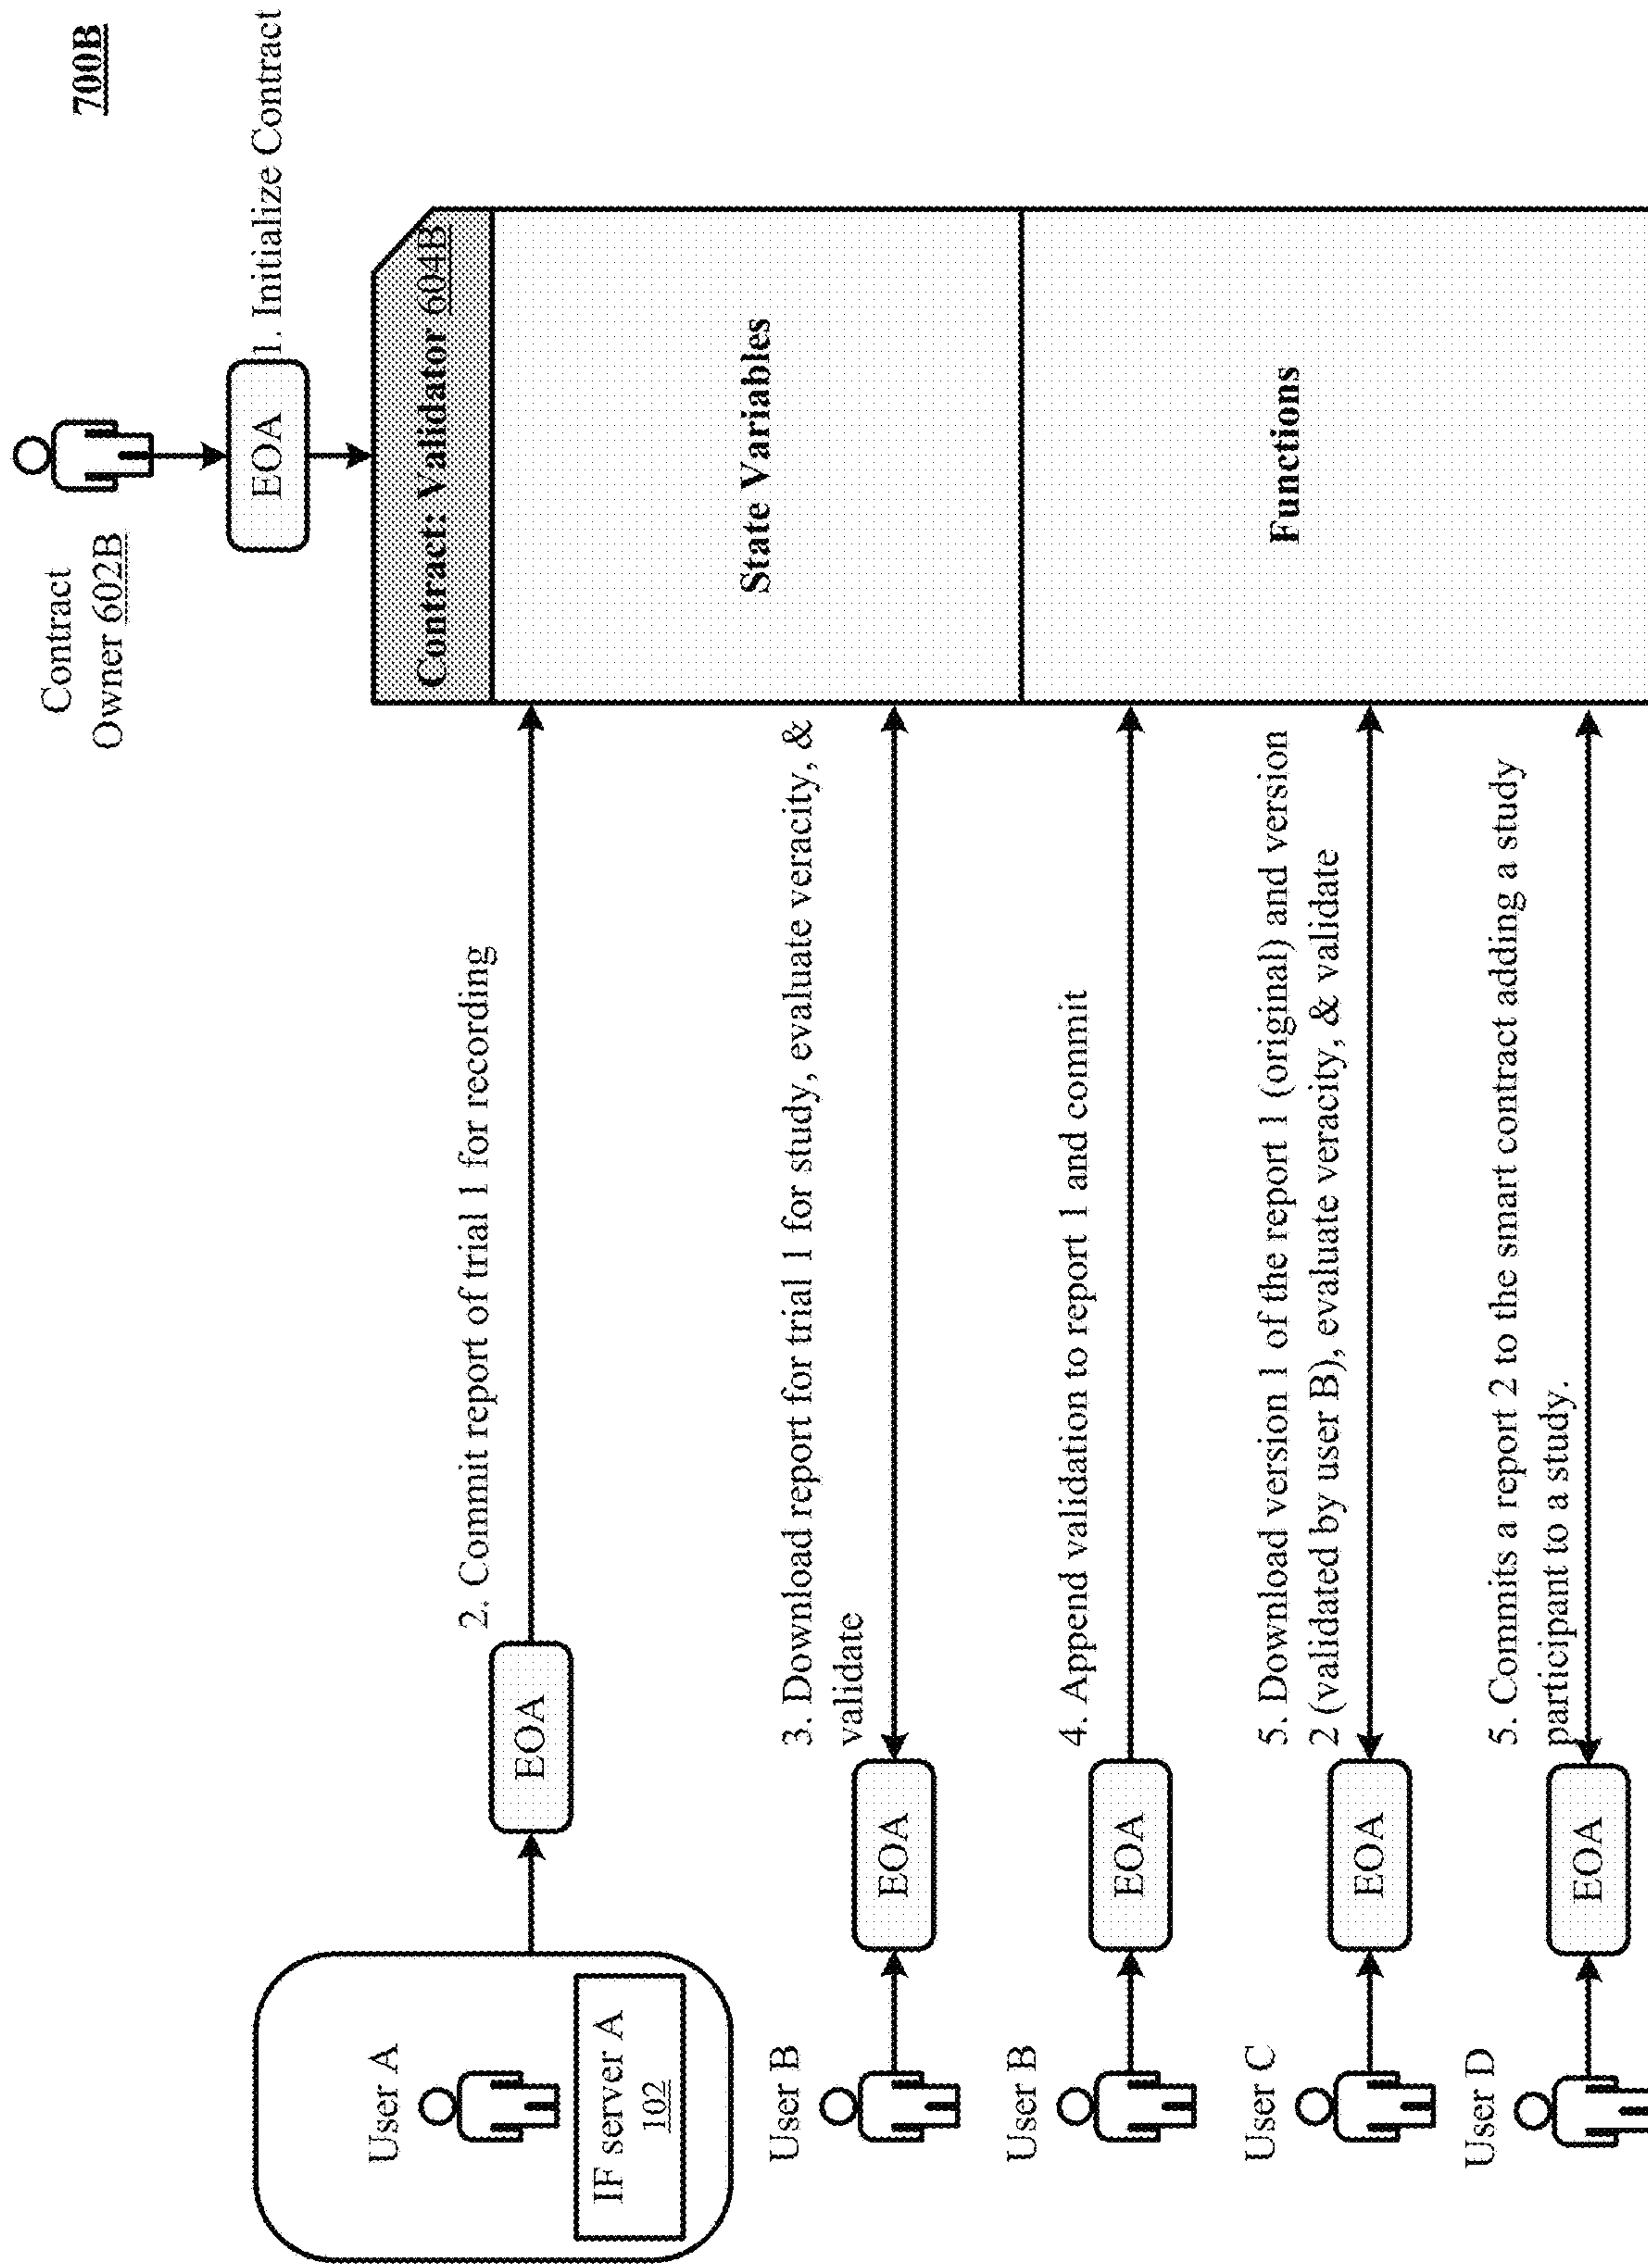 700B
Contract
Owner 602B
EOA
1. Initialize Contract
Contract: Validator 604B
State Variables
Functions
User A
IF server A
102
EOA
2. Commit report of trial 1 for recording
User B
EOA
3. Download report for trial 1 for study, evaluate veracity, &
validate
User B
EOA
4. Append validation to report 1 and commit
User C
EOA
5. Download version 1 of the report 1 (original) and version
2 (validated by user B), evaluate veracity, & validate
User D
EOA
5. Commits a report 2 to the smart contract adding a study
participant to a study.